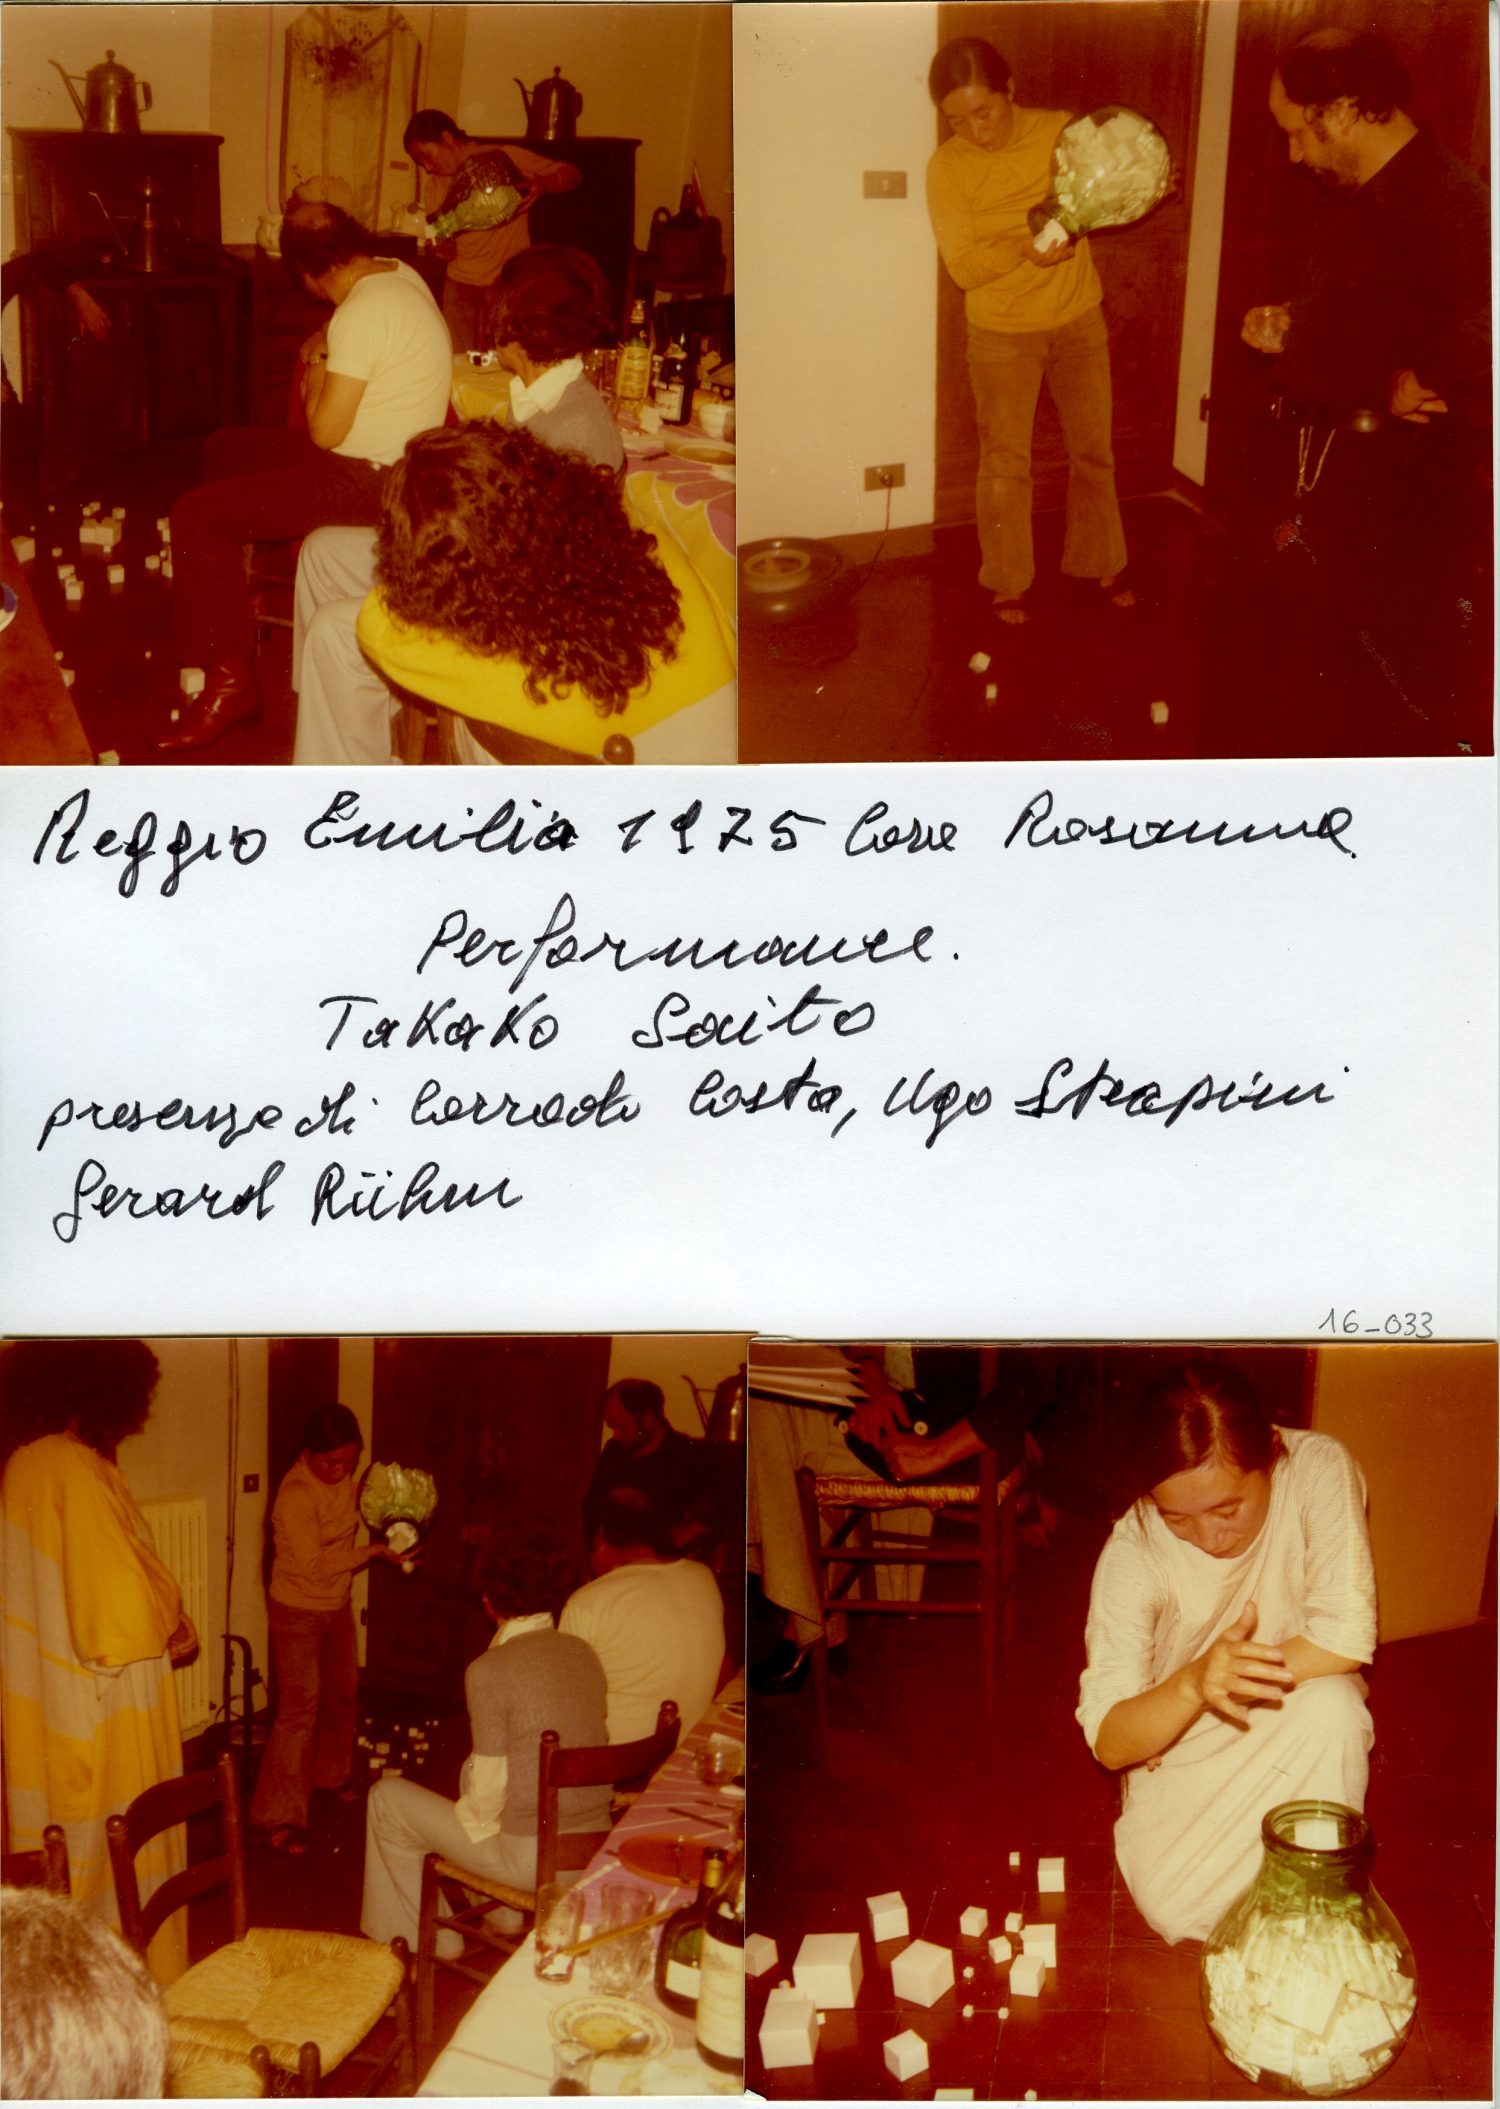 Reggio Emilia 1975 Casa Rosanna
Performance.
TaKaKo Saito
presenze di Corrado Costa, Ugo Sterpini
Gerard Rühm
16_033